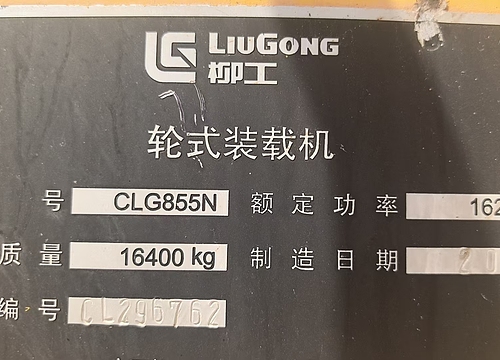 LG LIUGONG
柳工
轮式装载机
号 CLG855N 额定功率 162
质量 16400 kg 制造日期 20
编号 CL296762